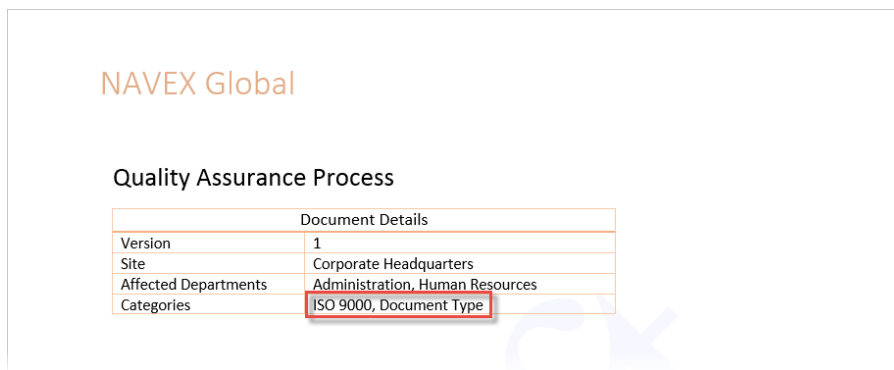 NAVEX Global
Quality Assurance Process
Document Details
Version 1
Site Corporate Headquarters
Affected Departments Administration, Human Resources
Categories ISO 9000, Document Type